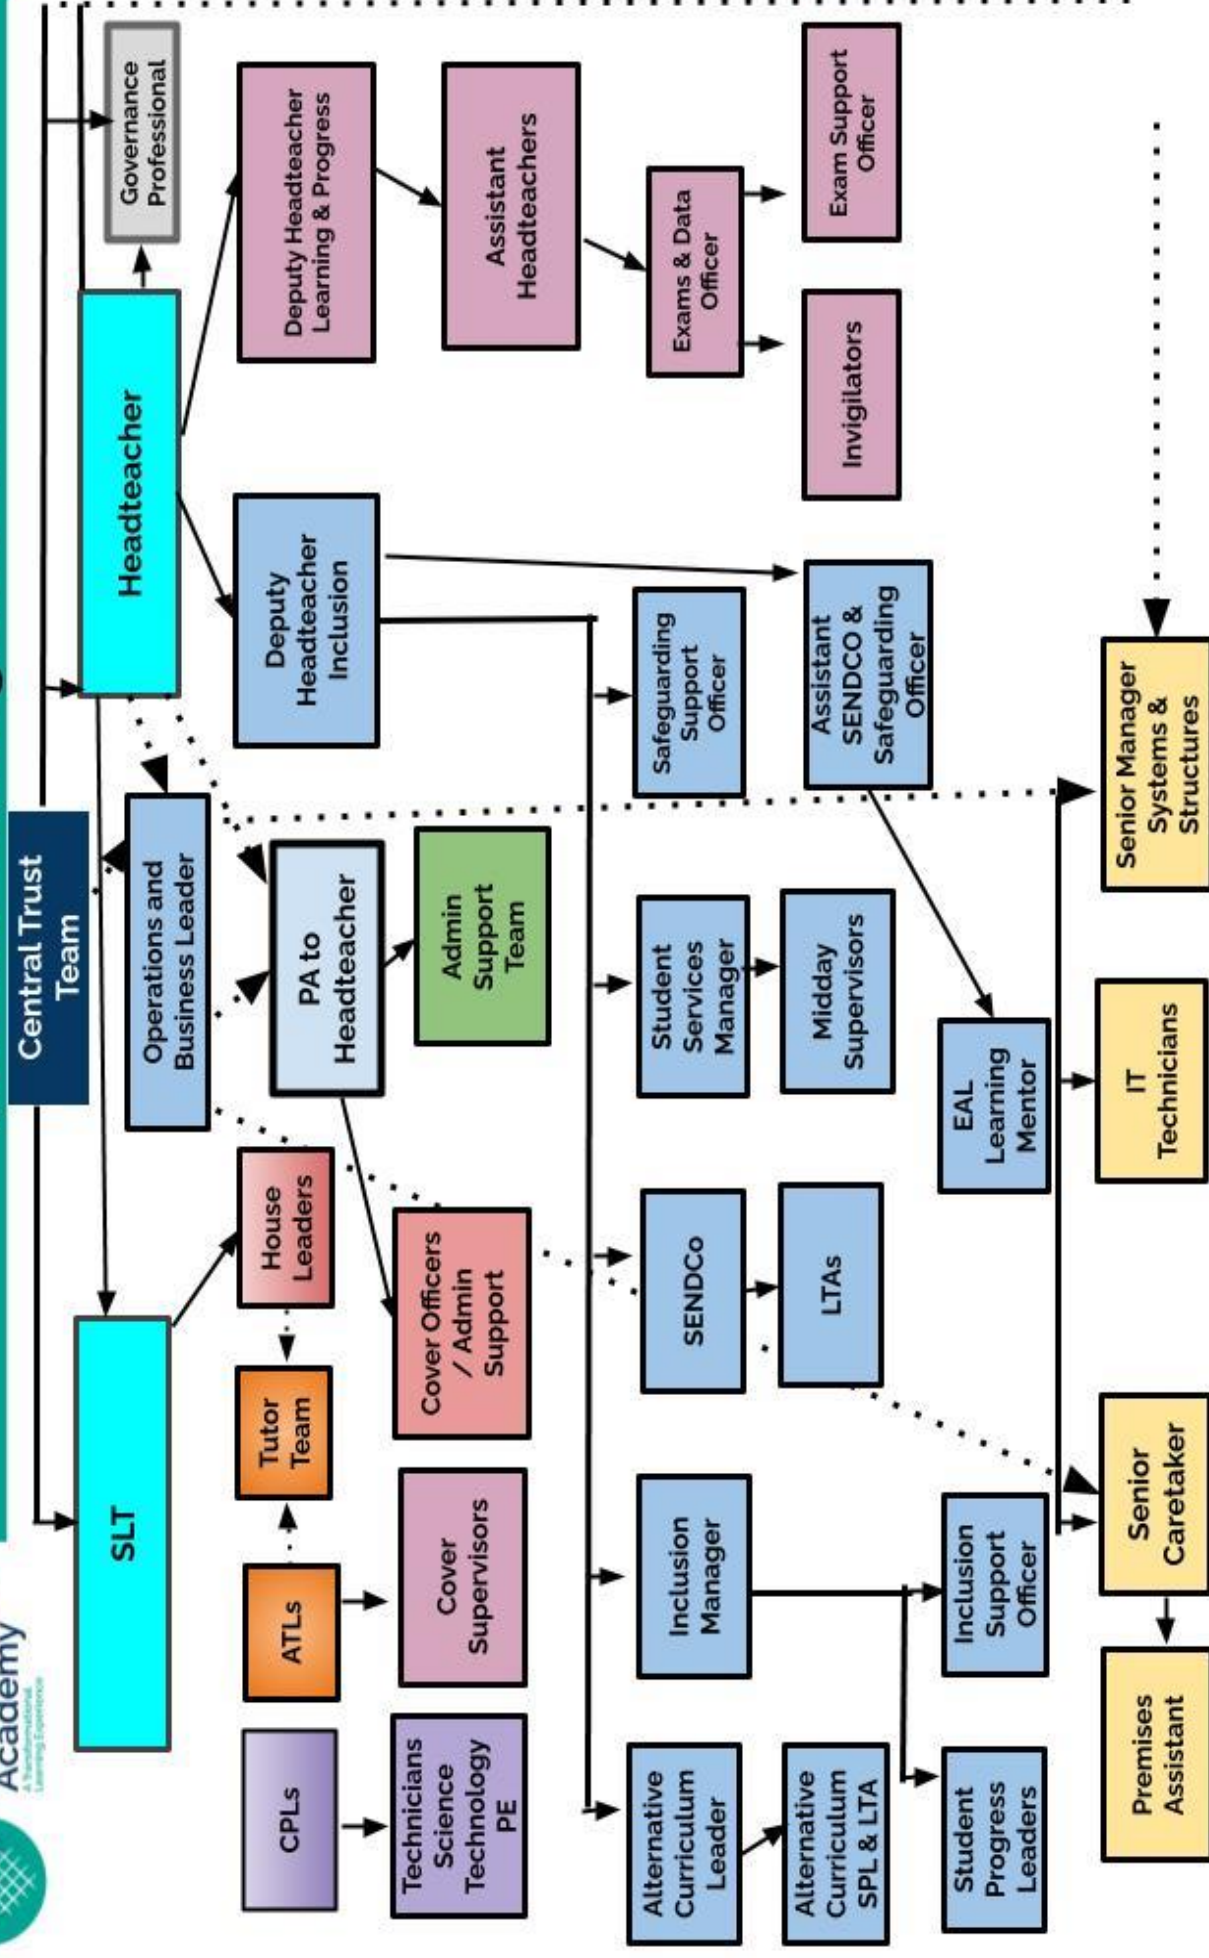 Academy
A Transformational
Learning Experience
Central Trust
Team
SLT
Headteacher
Governance
Professional
Operations and
Business Leader
CPLs
ATLs
Tutor
Team
House
Leaders
PA to
Headteacher
Deputy
Headteacher
Inclusion
Deputy Headteacher
Learning & Progress
Technicians
Science
Technology
PE
Cover
Supervisors
Cover Officers
/ Admin
Support
Admin
Support
Team
Assistant
Headteachers
Alternative
Curriculum
Leader
Inclusion
Manager
SENDCo
Student
Services
Manager
Safeguarding
Support
Officer
Exams & Data
Officer
Alternative
Curriculum
SPL & LTA
LTAs
Midday
Supervisors
Assistant
SENDCO &
Safeguarding
Officer
Invigilators
Exam Support
Officer
Student
Progress
Leaders
Inclusion
Support
Officer
EAL
Learning
Mentor
Premises
Assistant
Senior
Caretaker
IT
Technicians
Senior Manager
Systems &
Structures